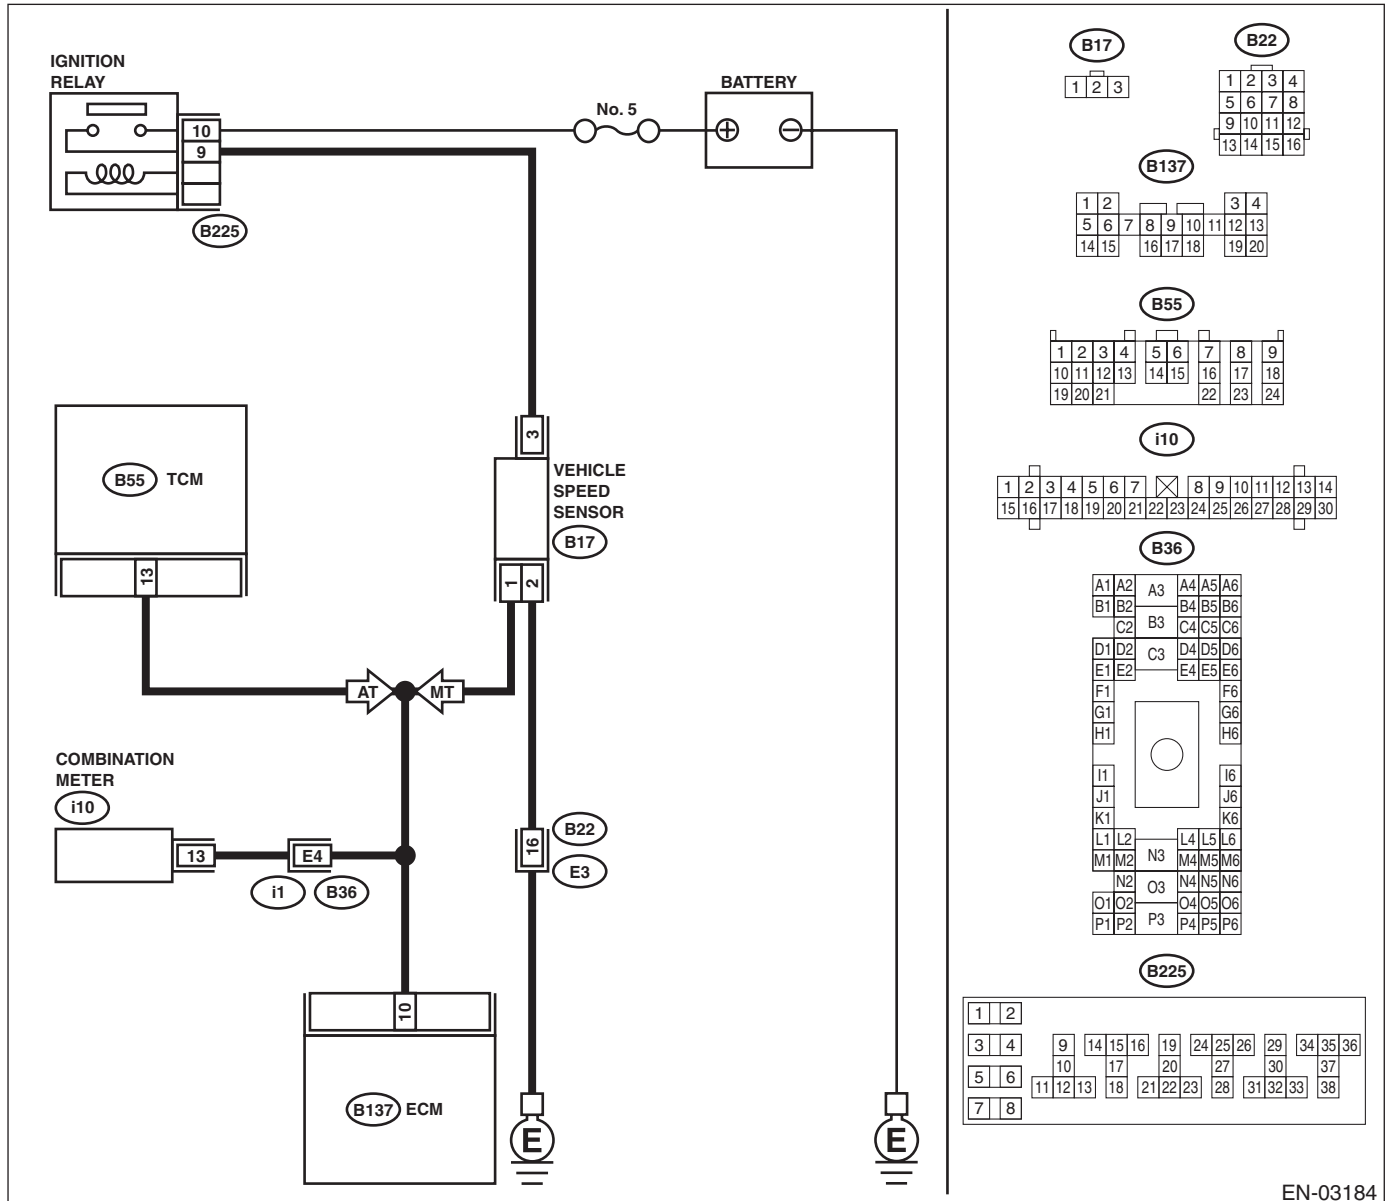 IGNITION
RELAY
10
9
B225
No. 5
BATTERY
+ −
B55 TCM
13
3
VEHICLE
SPEED
SENSOR
B17
1 2
AT
MT
COMBINATION
METER
i10
13
E4
i1
B36
16
B22
E3
10
B137 ECM
E
E
B17
1 2 3
B22
1 2 3 4
5 6 7 8
9 10 11 12
13 14 15 16
B137
1 2 3 4
5 6 7 8 9 10 11 12 13
14 15 16 17 18 19 20
B55
1 2 3 4 5 6 7 8 9
10 11 12 13 14 15 16 17 18
19 20 21 22 23 24
i10
1 2 3 4 5 6 7 8 9 10 11 12 13 14
15 16 17 18 19 20 21 22 23 24 25 26 27 28 29 30
B36
A1 A2 A3 A4 A5 A6
B1 B2 B4 B5 B6
B3
C2 C4 C5 C6
D1 D2 C3 D4 D5 D6
E1 E2 E4 E5 E6
F1 F6
G1 G6
H1 H6
I1 I6
J1 J6
K1 K6
L1 L2 L4 L5 L6
N3
M1 M2 M4 M5 M6
N2 O3 N4 N5 N6
O1 O2 O4 O5 O6
P3
P1 P2 P4 P5 P6
B225
1 2
3 4 9 14 15 16 19 24 25 26 29 34 35 36
10 17 20 27 30 37
5 6 11 12 13 18 21 22 23 28 31 32 33 38
7 8
EN-03184